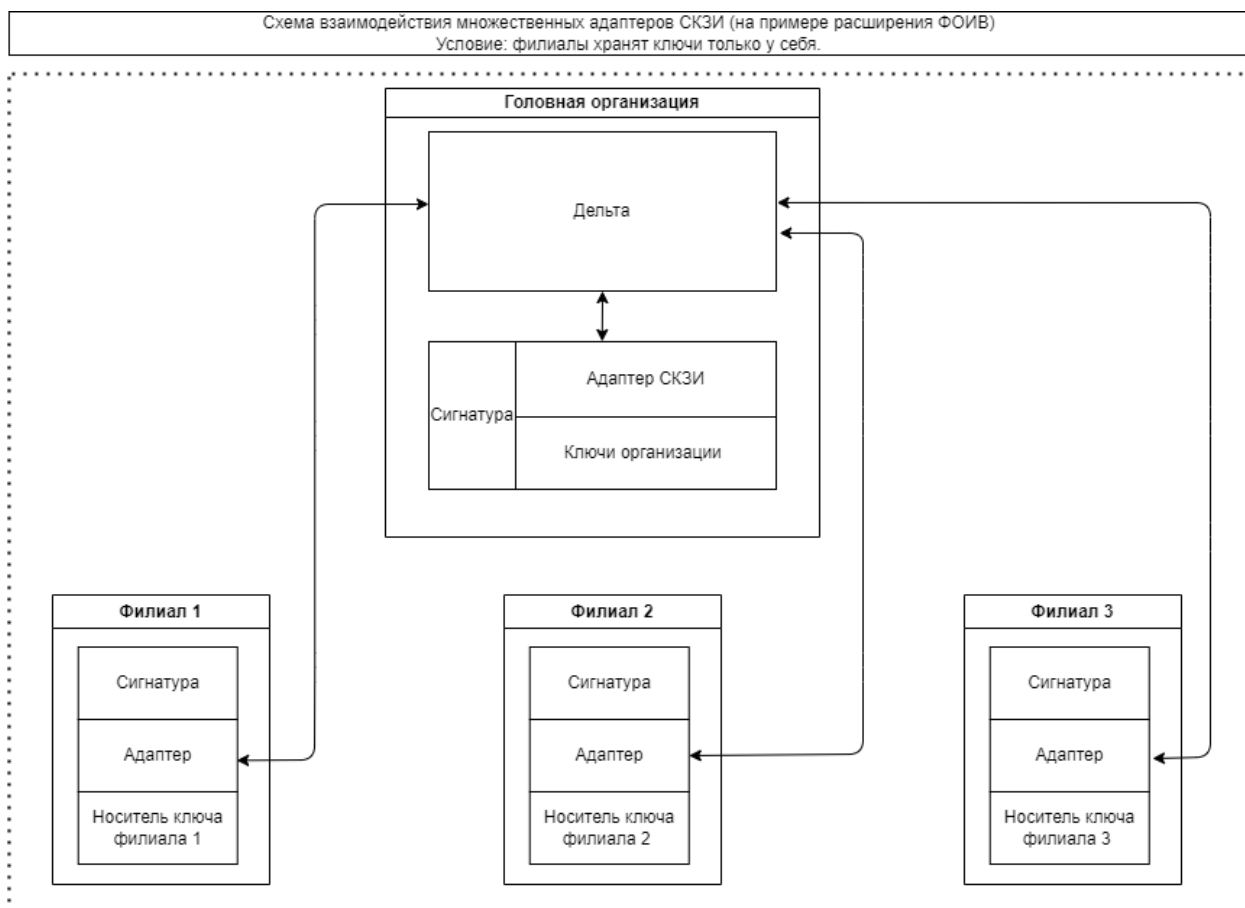 Схема взаимодействия множественных адаптеров СКЗИ (на примере расширения ФОИВ)
Условие: филиалы хранят ключи только у себя.
Головная организация
Дельта
Сигнатура
Адаптер СКЗИ
Ключи организации
Филиал 1
Сигнатура
Адаптер
Носитель ключа
филиала 1
Филиал 2
Сигнатура
Адаптер
Носитель ключа
филиала 2
Филиал 3
Сигнатура
Адаптер
Носитель ключа
филиала 3